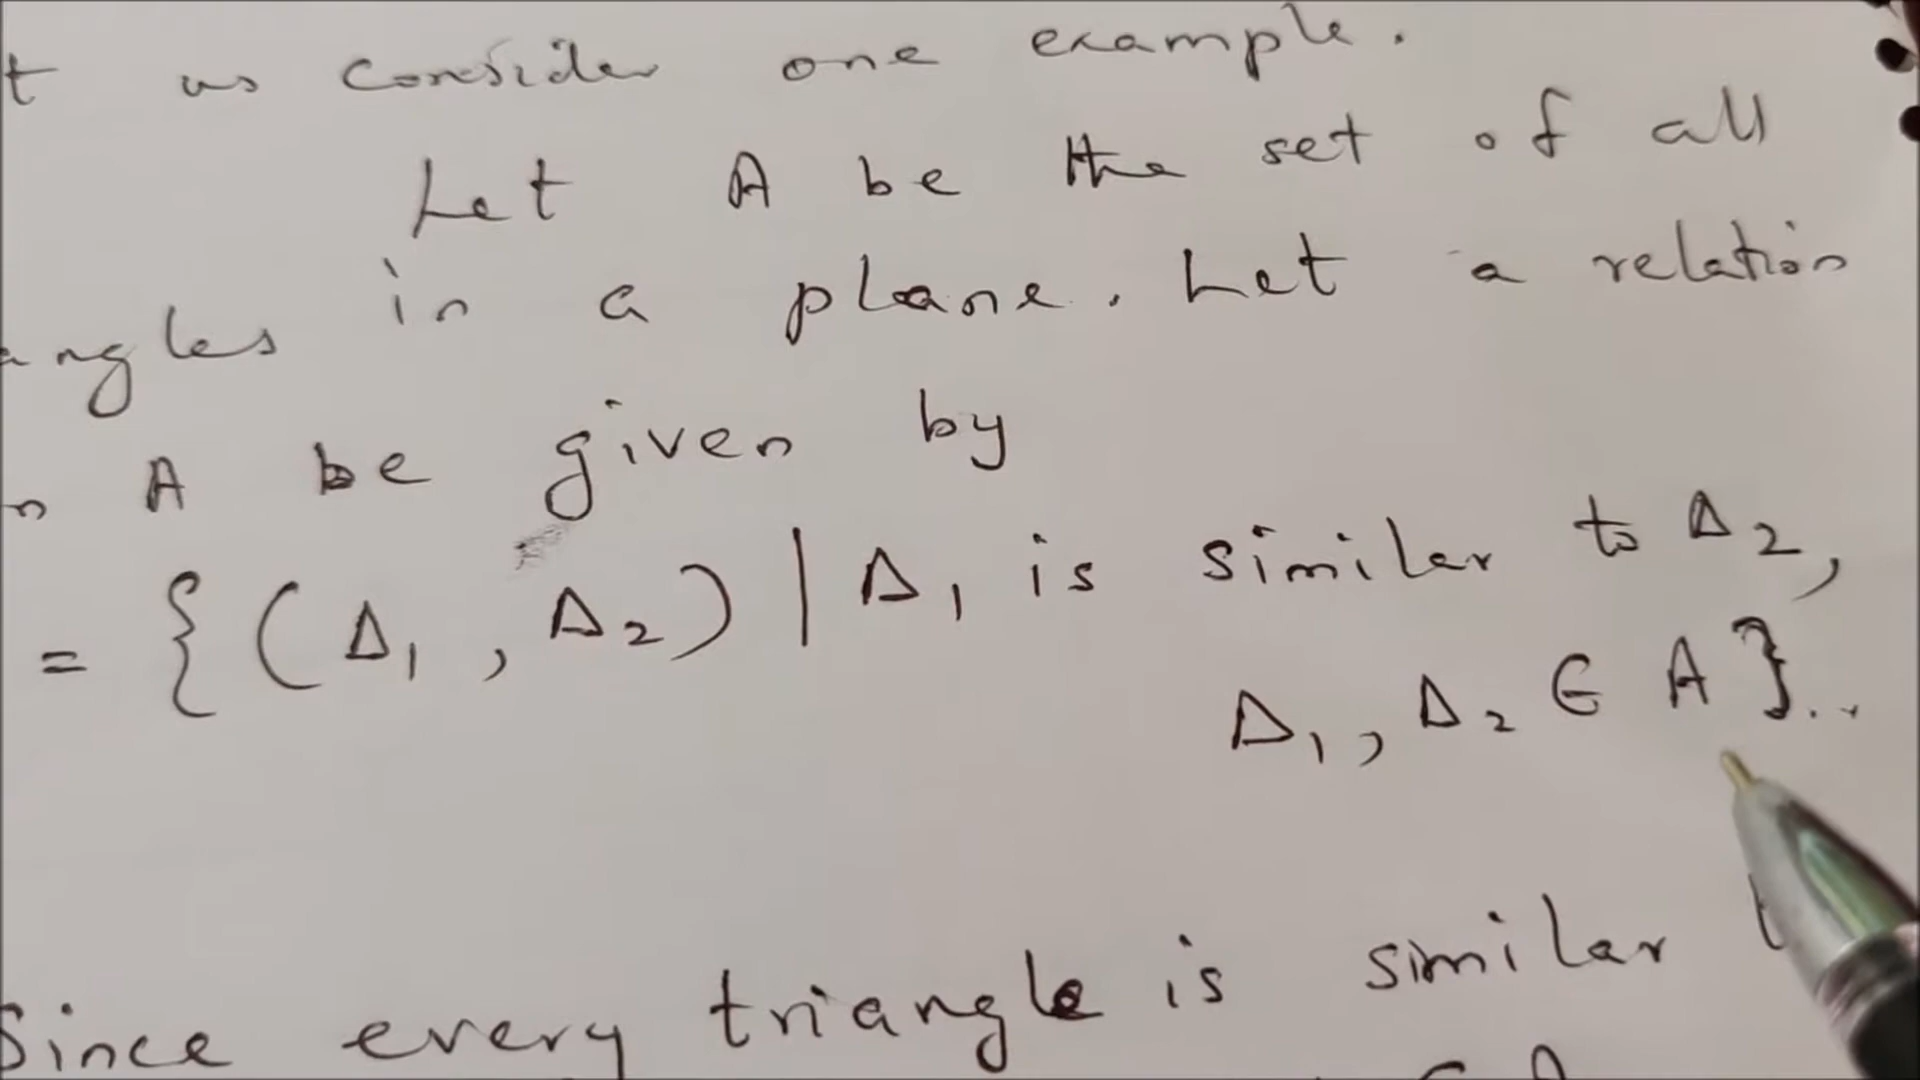 t us consider one example.
Let A be the set of all
angles in a plane. Let a relation
n A be given by
= {(Δ1, Δ2) | Δ1 is similar to Δ2,
Δ1, Δ2 ∈ A}..
Since every triangle is similar